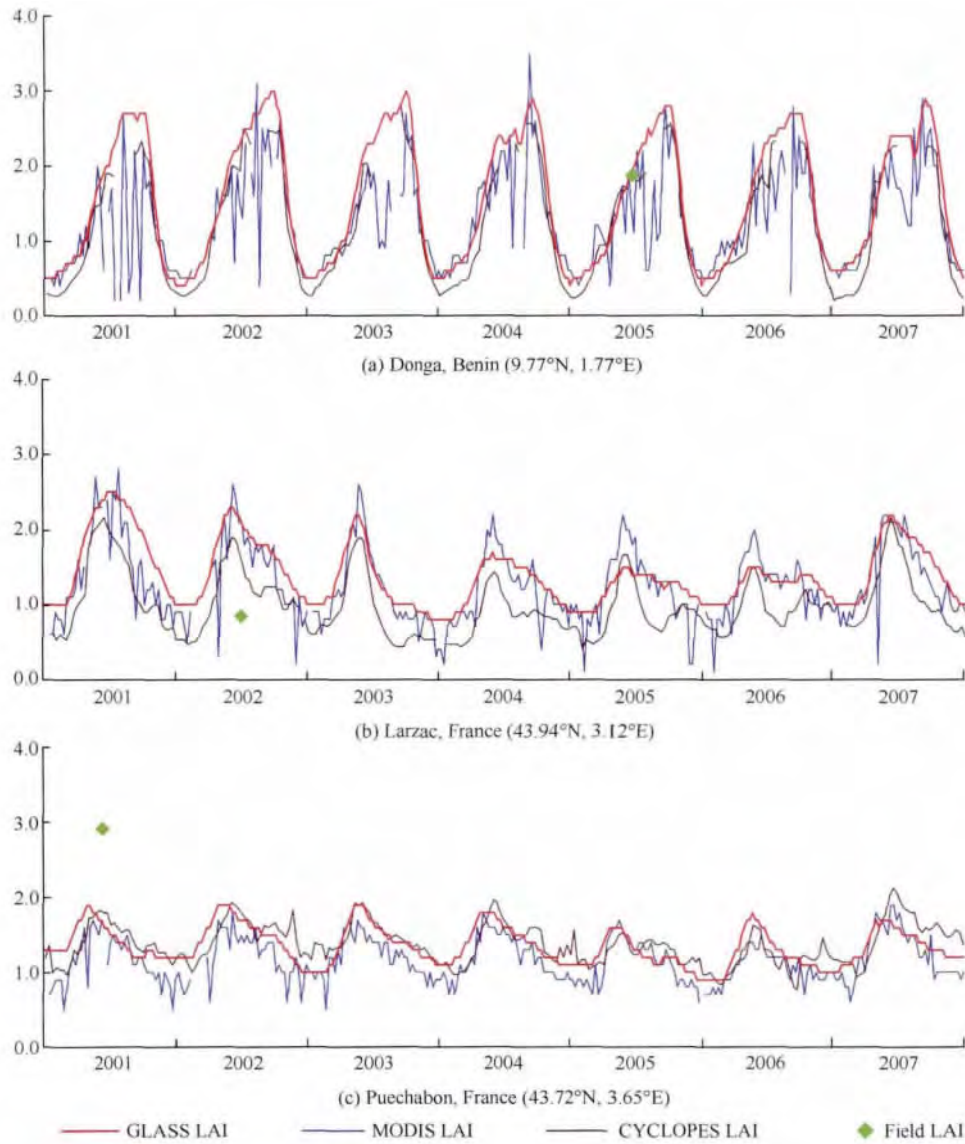 4.0
3.0
2.0
1.0
0.0
2001 2002 2003 2004 2005 2006 2007
(a) Donga, Benin (9.77°N, 1.77°E)
4.0
3.0
2.0
1.0
0.0
2001 2002 2003 2004 2005 2006 2007
(b) Larzac, France (43.94°N, 3.12°E)
4.0
3.0
2.0
1.0
0.0
2001 2002 2003 2004 2005 2006 2007
(c) Puechabon, France (43.72°N, 3.65°E)
GLASS LAI MODIS LAI CYCLOPES LAI Field LAI